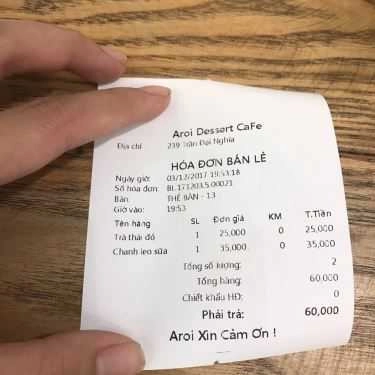 Aroi Dessert CaFe
Địa chỉ 239 Trần Đại Nghĩa
HÓA ĐƠN BÁN LẺ
Ngày giờ: 03/12/2017 19:53:18
Số hóa đơn: BL.171203.5.00021
Bàn: THẺ BÀN - 13
Giờ vào: 19:53
Tên hàng SL Đơn giá KM T.Tiền
Trà thái đỏ 1 25,000 0 25,000
Chanh leo sữa 1 35,000 0 35,000
Tổng số lượng: 2
Tổng hàng: 60,000
Chiết khấu HĐ: 0
Phải trả: 60,000
Aroi Xin Cảm Ơn !